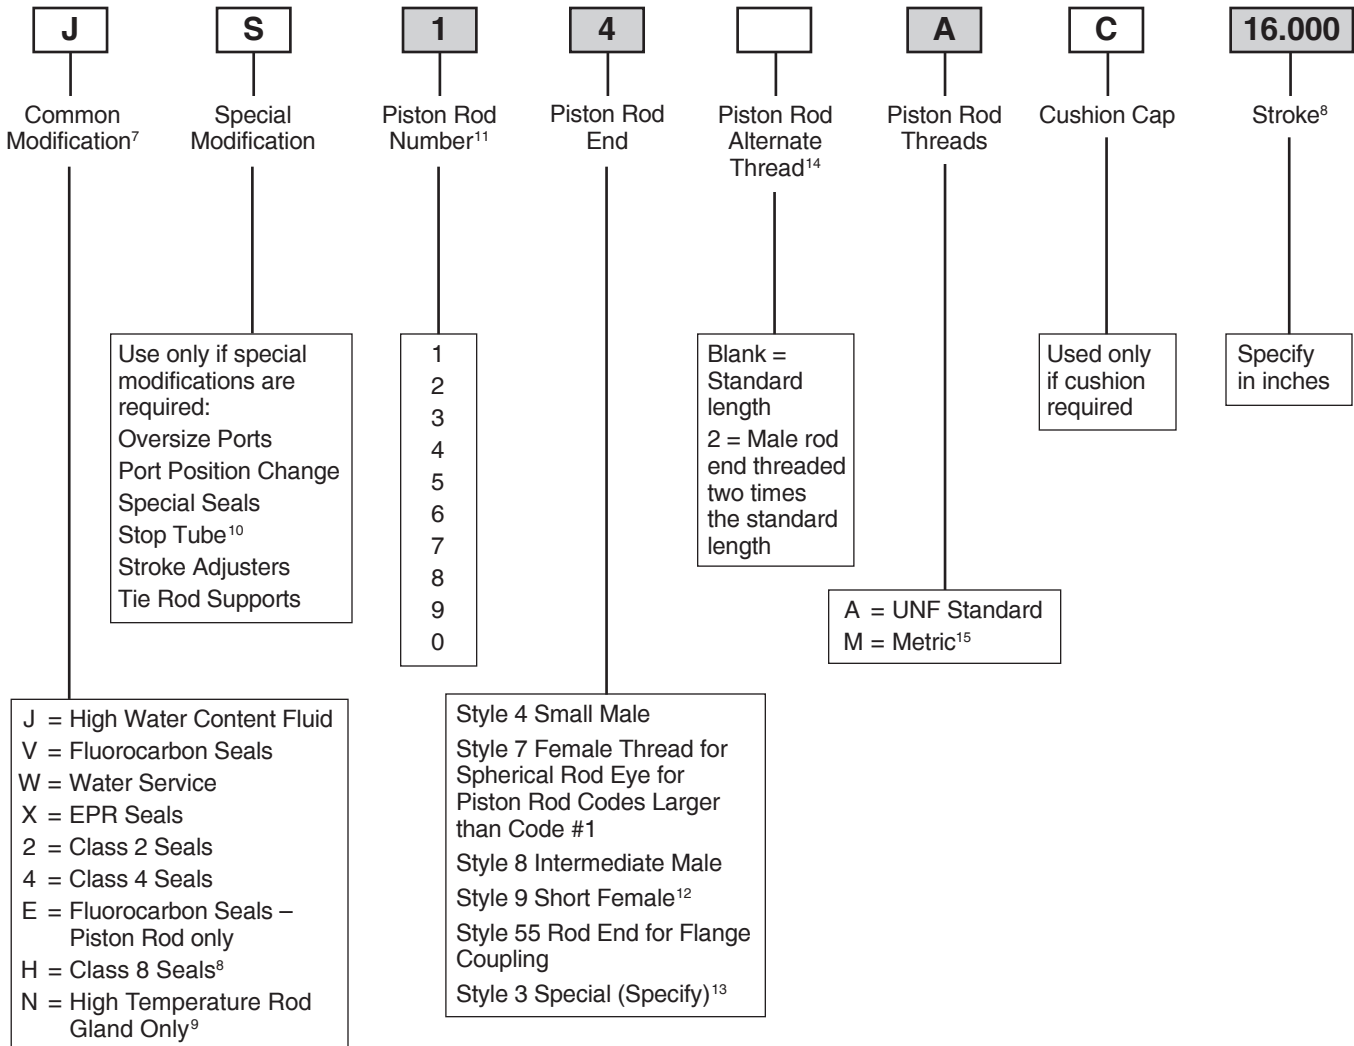 J S 1 4 A C 16.000
Common Modification⁷
Special Modification
Piston Rod Number¹¹
Piston Rod End
Piston Rod Alternate Thread¹⁴
Piston Rod Threads
Cushion Cap
Stroke⁸
Use only if special
modifications are
required:
Oversize Ports
Port Position Change
Special Seals
Stop Tube¹⁰
Stroke Adjusters
Tie Rod Supports
1
2
3
4
5
6
7
8
9
0
Blank =
Standard
length
2 = Male rod
end threaded
two times
the standard
length
Used only
if cushion
required
Specify
in inches
A = UNF Standard
M = Metric¹⁵
J = High Water Content Fluid
V = Fluorocarbon Seals
W = Water Service
X = EPR Seals
2 = Class 2 Seals
4 = Class 4 Seals
E = Fluorocarbon Seals –
Piston Rod only
H = Class 8 Seals⁸
N = High Temperature Rod
Gland Only⁹
Style 4 Small Male
Style 7 Female Thread for
Spherical Rod Eye for
Piston Rod Codes Larger
than Code #1
Style 8 Intermediate Male
Style 9 Short Female¹²
Style 55 Rod End for Flange
Coupling
Style 3 Special (Specify)¹³